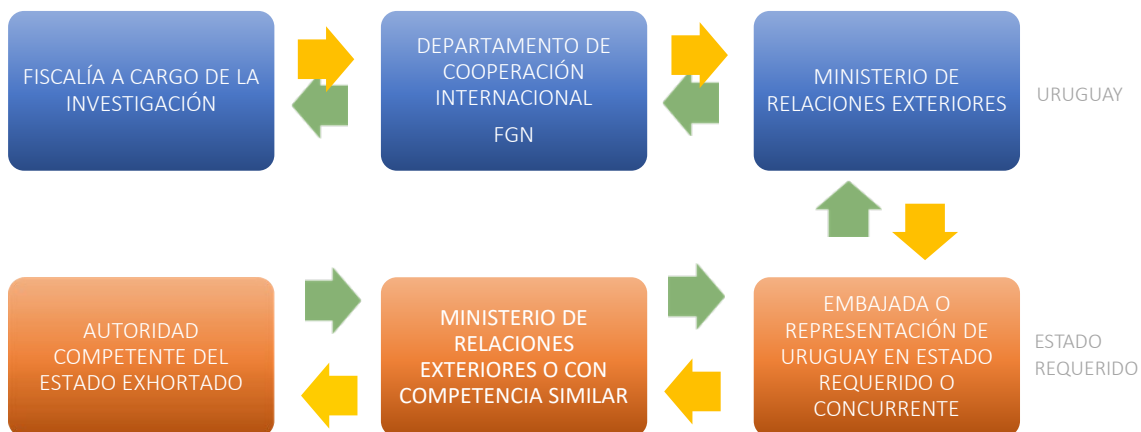 FISCALÍA A CARGO DE LA
INVESTIGACIÓN
DEPARTAMENTO DE
COOPERACIÓN
INTERNACIONAL
FGN
MINISTERIO DE
RELACIONES EXTERIORES
URUGUAY
AUTORIDAD
COMPETENTE DEL
ESTADO EXHORTADO
MINISTERIO DE
RELACIONES
EXTERIORES O CON
COMPETENCIA SIMILAR
EMBAJADA O
REPRESENTACIÓN DE
URUGUAY EN ESTADO
REQUERIDO O
CONCURRENTE
ESTADO
REQUERIDO